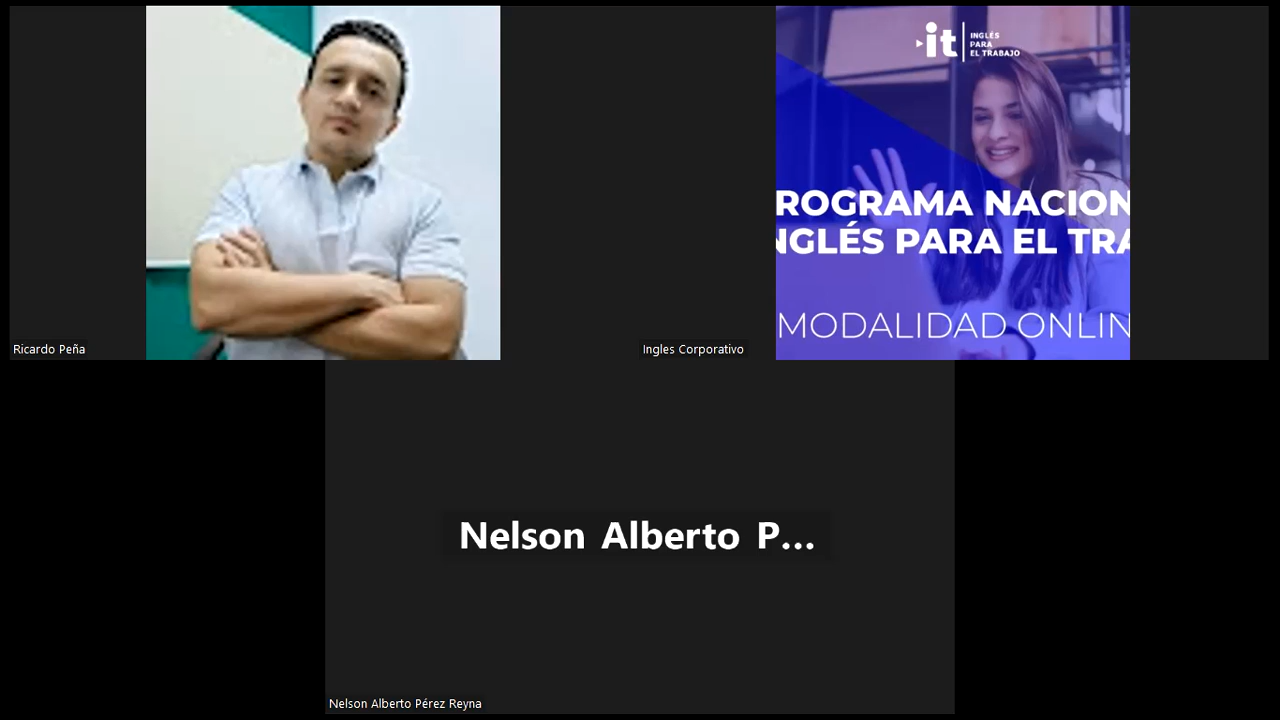 it
INGLÉS
PARA
EL TRABAJO
ROGRAMA NACION
NGLÉS PARA EL TRA
MODALIDAD ONLIN
Ricardo Peña
Ingles Corporativo
Nelson Alberto P...
Nelson Alberto Pérez Reyna